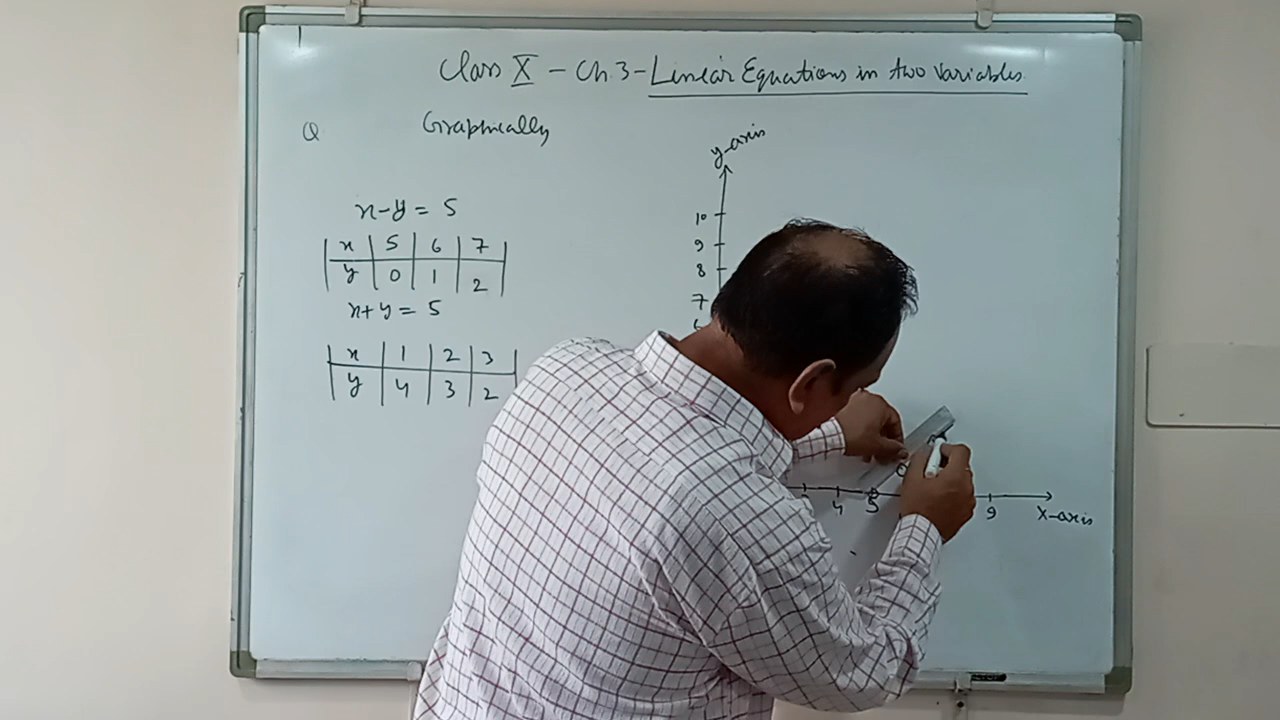 Class X - Ch.3 - Linear Equations in two variables
Q Graphically
x-y = 5
x 5 6 7
y 0 1 2
x+y = 5
x 1 2 3
y 4 3 2
y-axis
10
9
8
7
4 5 9 X-axis